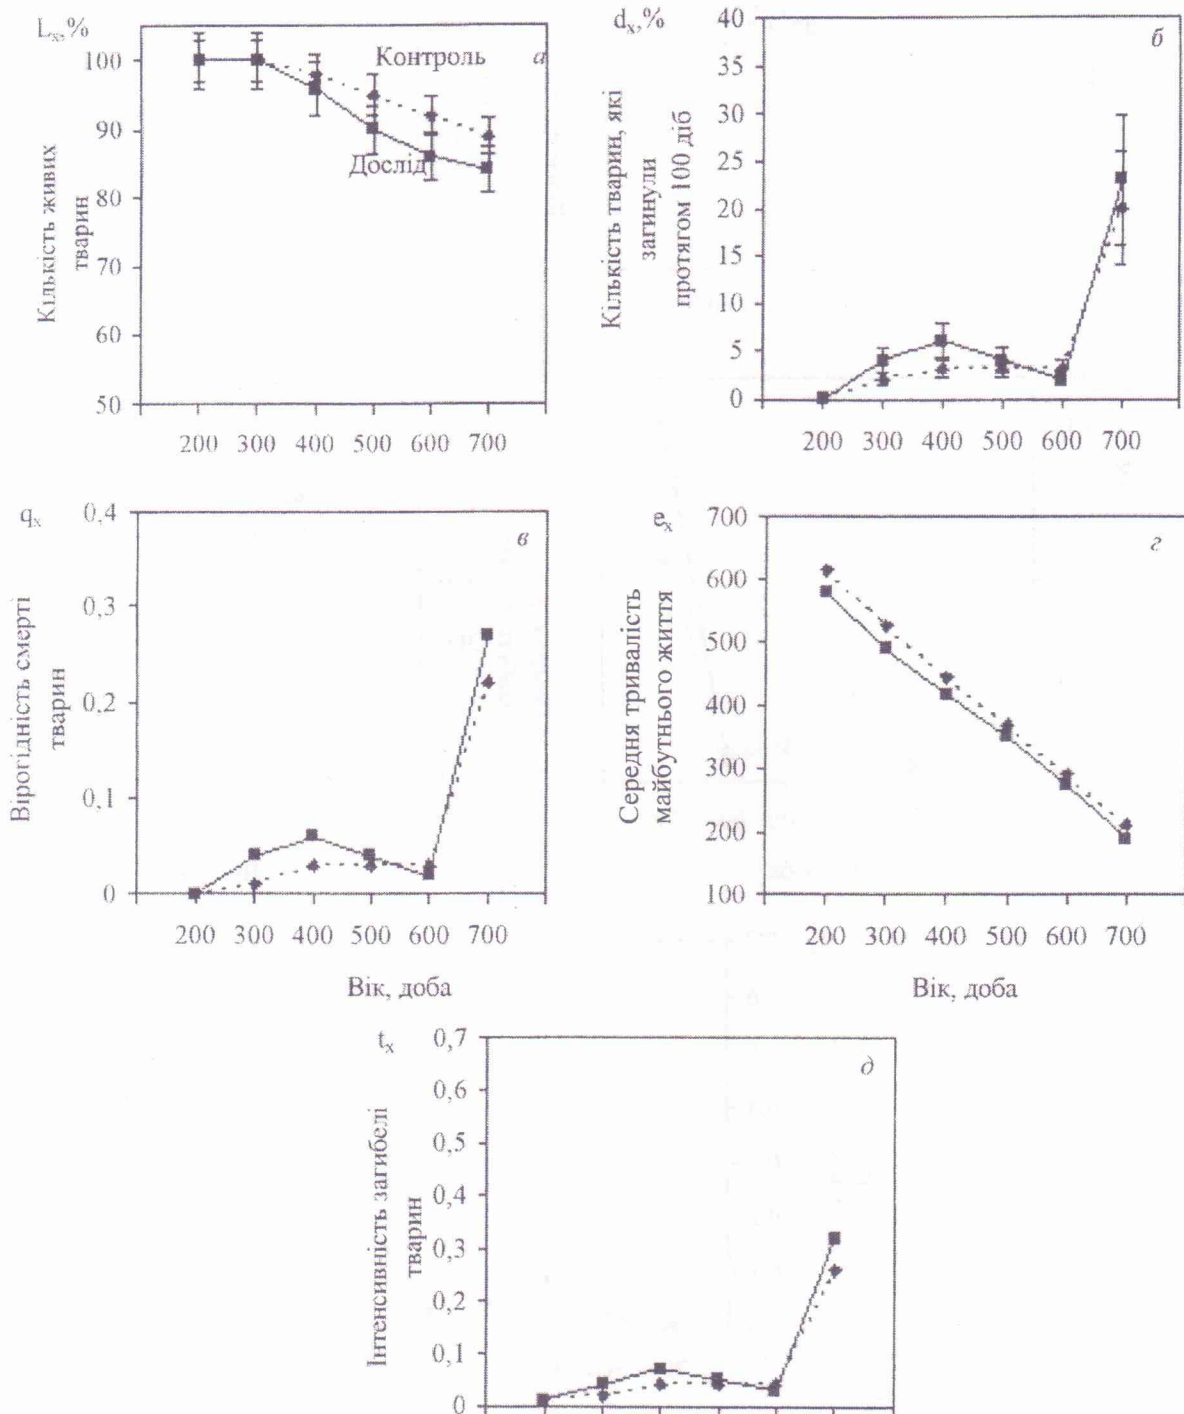 Lₓ,%
а
Кількість живих
тварин
100
90
80
70
60
50
Контроль
Дослід
200 300 400 500 600 700
dₓ,%
б
Кількість тварин, які
загинули
протягом 100 діб
40
35
30
25
20
15
10
5
0
200 300 400 500 600 700
qₓ
в
Вірогідність смерті
тварин
0,4
0,3
0,2
0,1
0
200 300 400 500 600 700
Вік, доба
eₓ
г
Середня тривалість
майбутнього життя
700
600
500
400
300
200
100
200 300 400 500 600 700
Вік, доба
tₓ
д
Інтенсивність загибелі
тварин
0,7
0,6
0,5
0,4
0,3
0,2
0,1
0